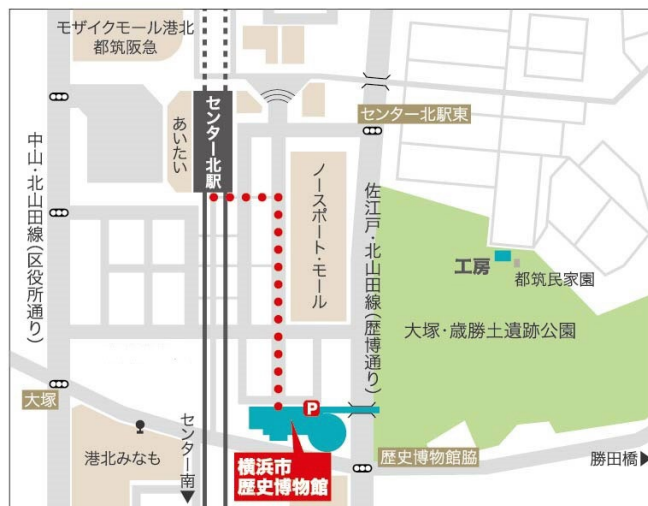 モザイクモール港北
都筑阪急
センター北駅
あいたい
センター北駅東
中山・北山田線(区役所通り)
ノースポート・モール
佐江戸・北山田線(歴博通り)
工房
都筑民家園
大塚・歳勝土遺跡公園
大塚
P
港北みなも
センター南▼
横浜市
歴史博物館
歴史博物館脇
勝田橋▶